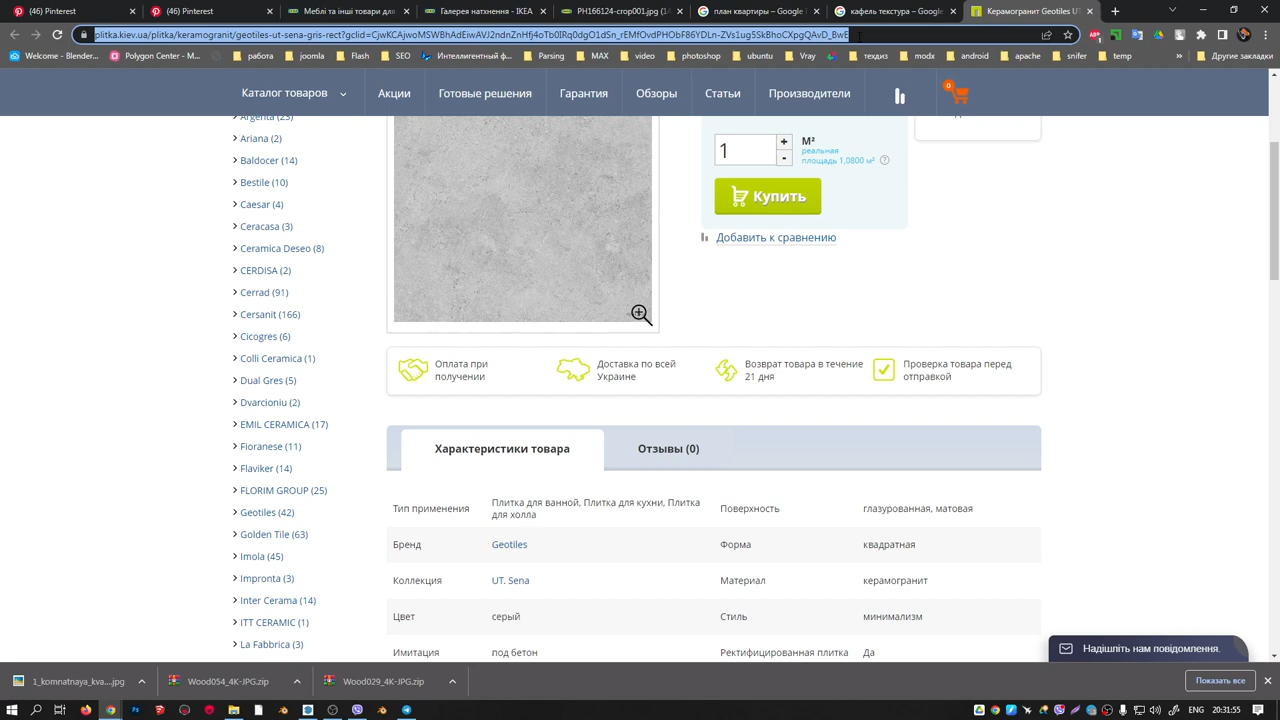 (46) Pinterest
(46) Pinterest
Меблі та інші товари для дому
Кухонні начення - IKEA
PH166124-crop001.jpg (1
план квартиры – Google
кафель текстура – Google
Керамогранит Geotiles UT
plitka.kiev.ua/plitka/keramogranit/geotiles-ut-sena-gris-rect?gclid=
Welcome - Blender...
Polygon Media - C...
работа
joomla
Flash
SEO
Интеллигентный ф...
Parsing
MAX
video
photoshop
ubuntu
Vray
техдиз
modx
android
apache
snifer
temp
»
Другие закладки
Каталог товаров
Акции
Готовые решения
Гарантия
Обзоры
Статьи
Производители
0
Argenta (23)
Ariana (2)
Baldocer (14)
Bestile (10)
Caesar (4)
Ceracasa (3)
Ceramica Deseo (8)
CERDISA (2)
Cerrad (91)
Cersanit (166)
Cicogres (6)
Colli Ceramica (1)
Dual Gres (5)
Dvarcioniu (2)
EMIL CERAMICA (17)
Fioranese (11)
Flaviker (14)
FLORIM GROUP (25)
Geotiles (42)
Golden Tile (63)
Imola (45)
Impronta (3)
Inter Cerama (14)
ITT CERAMIC (1)
La Fabbrica (3)
1
+
-
М²
реальная
площадь 1,0800 м² ?
Купить
Добавить к сравнению
Оплата при
получении
Доставка по всей
Украине
Возврат товара в течение
21 дня
Проверка товара перед
отправкой
Характеристики товара
Отзывы (0)
Тип применения
Плитка для ванной, Плитка для кухни, Плитка
для холла
Поверхность
глазурованная, матовая
Бренд
Geotiles
Форма
квадратная
Коллекция
UT. Sena
Материал
керамогранит
Цвет
серый
Стиль
минимализм
Имитация
под бетон
Ректифицированная плитка
Да
Надішліть нам повідомлення.
1_komnatnaya_kva....jpg
Wood054_4K-JPG.zip
Wood029_4K-JPG.zip
Показать все
РУС
20:31:55